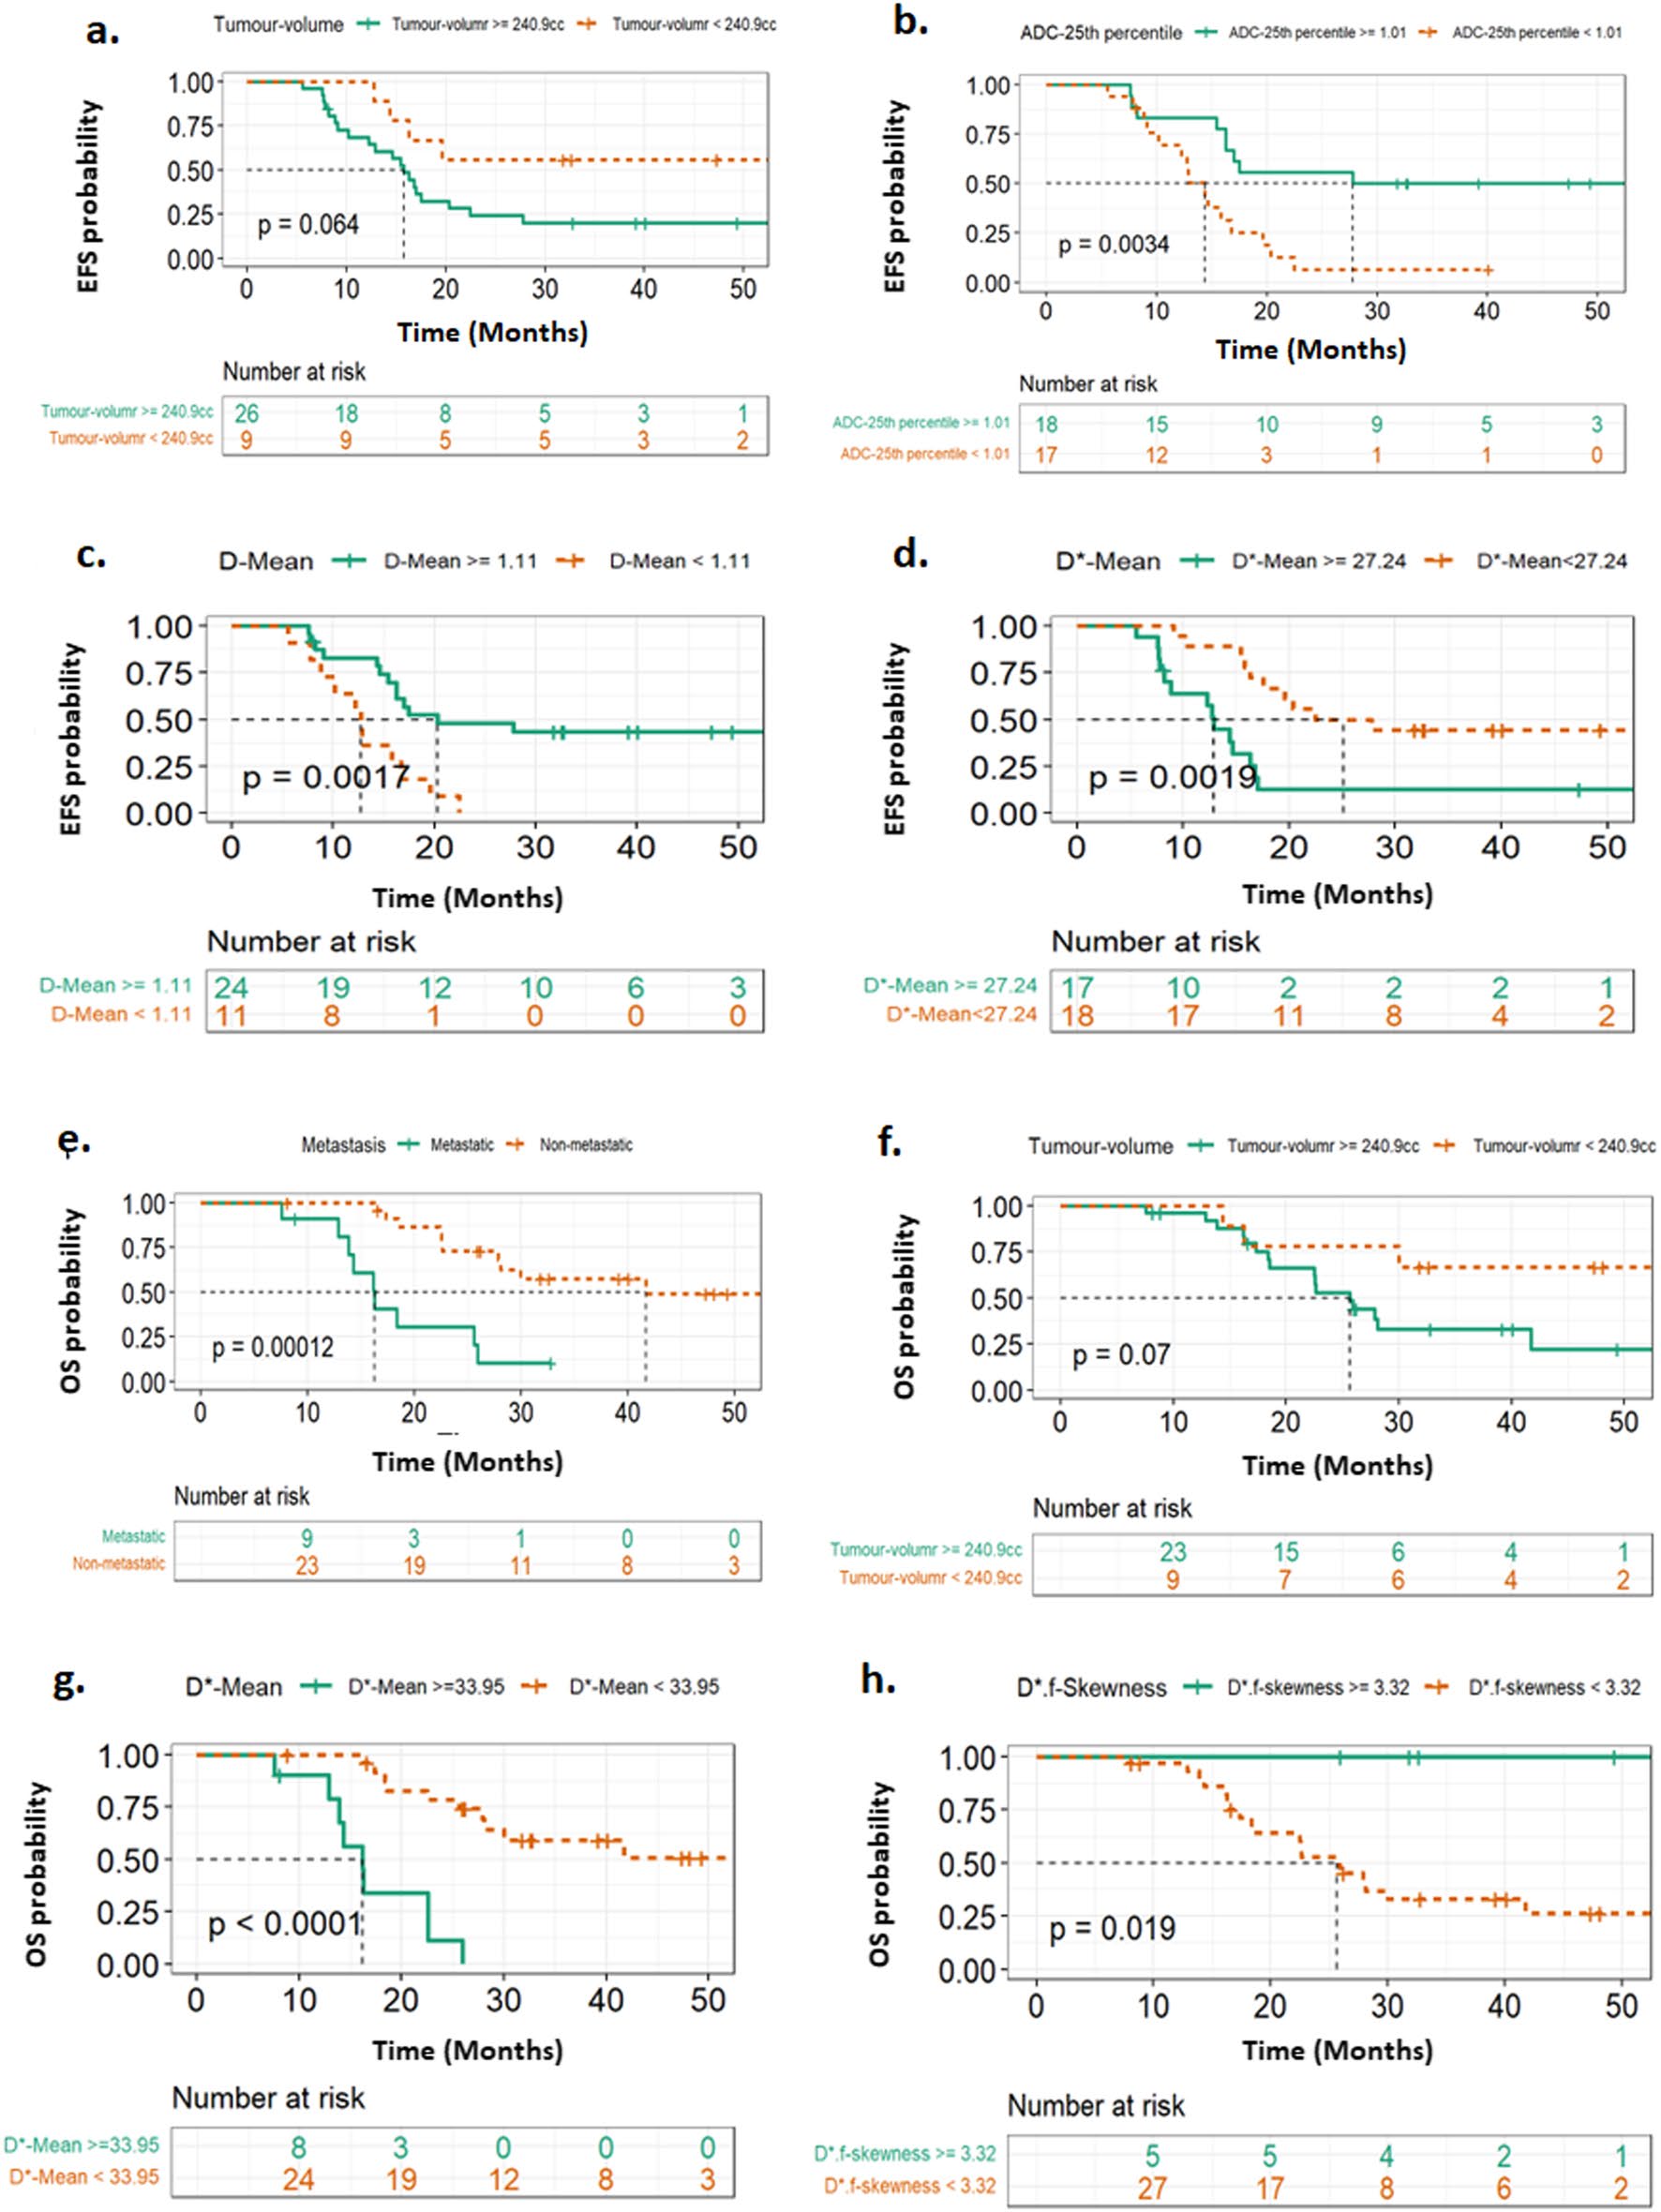 a.
Tumour-volume Tumour-volumr >= 240.9cc Tumour-volumr < 240.9cc
EFS probability
1.00
0.75
0.50
0.25
0.00
p = 0.064
0 10 20 30 40 50
Time (Months)
Number at risk
Tumour-volumr >= 240.9cc 26 18 8 5 3 1
Tumour-volumr < 240.9cc 9 9 5 5 3 2
b.
ADC-25th percentile ADC-25th percentile >= 1.01 ADC-25th percentile < 1.01
EFS probability
1.00
0.75
0.50
0.25
0.00
p = 0.0034
0 10 20 30 40 50
Time (Months)
Number at risk
ADC-25th percentile >= 1.01 18 15 10 9 5 3
ADC-25th percentile < 1.01 17 12 3 1 1 0
c.
D-Mean D-Mean >= 1.11 D-Mean < 1.11
EFS probability
1.00
0.75
0.50
0.25
0.00
p = 0.0017
0 10 20 30 40 50
Time (Months)
Number at risk
D-Mean >= 1.11 24 19 12 10 6 3
D-Mean < 1.11 11 8 1 0 0 0
d.
D*-Mean D*-Mean >= 27.24 D*-Mean<27.24
EFS probability
1.00
0.75
0.50
0.25
0.00
p = 0.0019
0 10 20 30 40 50
Time (Months)
Number at risk
D*-Mean >= 27.24 17 10 2 2 2 1
D*-Mean<27.24 18 17 11 8 4 2
e.
Metastasis Metastatic Non-metastatic
OS probability
1.00
0.75
0.50
0.25
0.00
p = 0.00012
0 10 20 30 40 50
Time (Months)
Number at risk
Metastatic 9 3 1 0 0
Non-metastatic 23 19 11 8 3
f.
Tumour-volume Tumour-volumr >= 240.9cc Tumour-volumr < 240.9cc
OS probability
1.00
0.75
0.50
0.25
0.00
p = 0.07
0 10 20 30 40 50
Time (Months)
Number at risk
Tumour-volumr >= 240.9cc 23 15 6 4 1
Tumour-volumr < 240.9cc 9 7 6 4 2
g.
D*-Mean D*-Mean >=33.95 D*-Mean < 33.95
OS probability
1.00
0.75
0.50
0.25
0.00
p < 0.0001
0 10 20 30 40 50
Time (Months)
Number at risk
D*-Mean >=33.95 8 3 0 0 0
D*-Mean < 33.95 24 19 12 8 3
h.
D*.f-Skewness D*.f-skewness >= 3.32 D*.f-skewness < 3.32
OS probability
1.00
0.75
0.50
0.25
0.00
p = 0.019
0 10 20 30 40 50
Time (Months)
Number at risk
D*.f-skewness >= 3.32 5 5 4 2 1
D*.f-skewness < 3.32 27 17 8 6 2